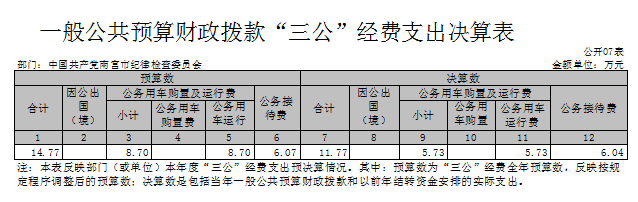 一般公共预算财政拨款“三公”经费支出决算表
公开07表
部门：中国共产党南宫市纪律检查委员会 金额单位：万元
预算数 决算数
合计 因公出国（境） 公务用车购置及运行费 公务接待费 合计 因公出国（境） 公务用车购置及运行费 公务接待费
小计 公务用车购置费 公务用车运行 小计 公务用车购置 公务用车运行费
1 2 3 4 5 6 7 8 9 10 11 12
14.77 8.70 8.70 6.07 11.77 5.73 5.73 6.04
注：本表反映部门（或单位）本年度“三公”经费支出预决算情况。其中：预算数为“三公”经费全年预算数，反映按规
定程序调整后的预算数；决算数是包括当年一般公共预算财政拨款和以前年结转资金安排的实际支出。